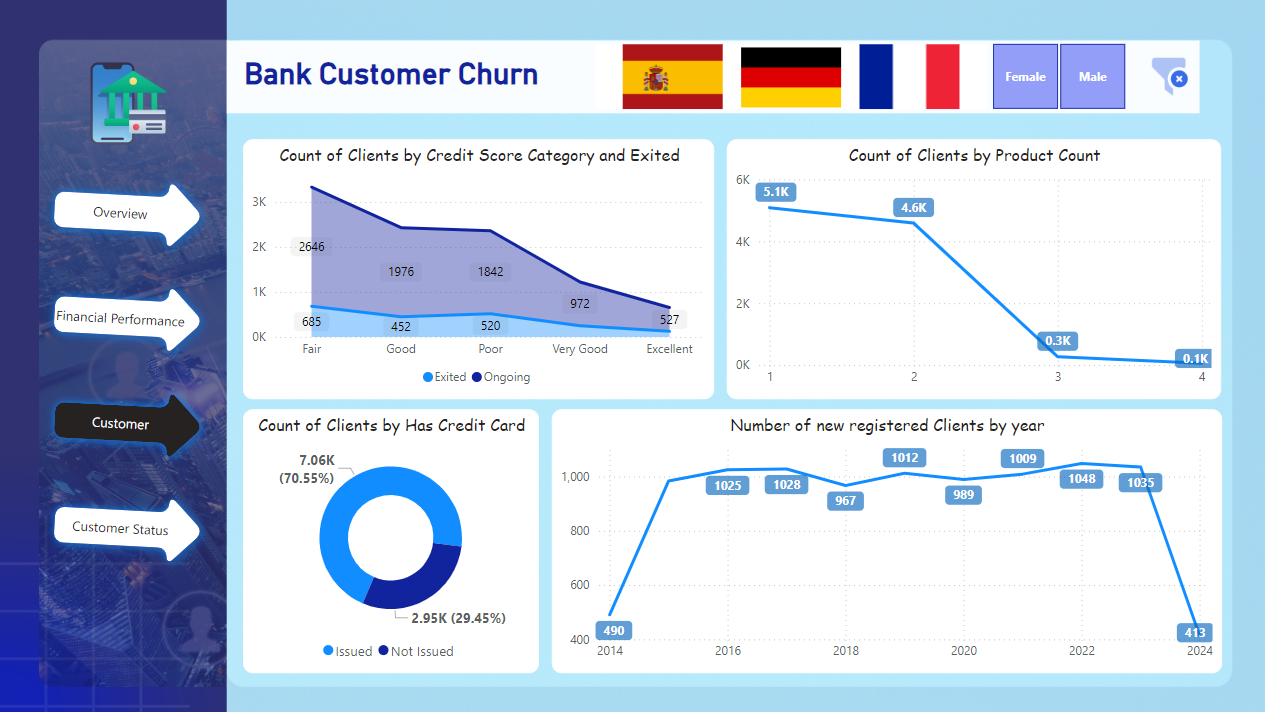 Bank Customer Churn
Female
Male
Overview
Financial Performance
Customer
Customer Status
Count of Clients by Credit Score Category and Exited
3K
2K
1K
0K
2646
1976
1842
972
527
685
452
520
Fair
Good
Poor
Very Good
Excellent
Exited
Ongoing
Count of Clients by Product Count
6K
4K
2K
0K
5.1K
4.6K
0.3K
0.1K
1
2
3
4
Count of Clients by Has Credit Card
7.06K
(70.55%)
2.95K (29.45%)
Issued
Not Issued
Number of new registered Clients by year
1,000
800
600
400
490
1025
1028
967
1012
989
1009
1048
1035
413
2014
2016
2018
2020
2022
2024